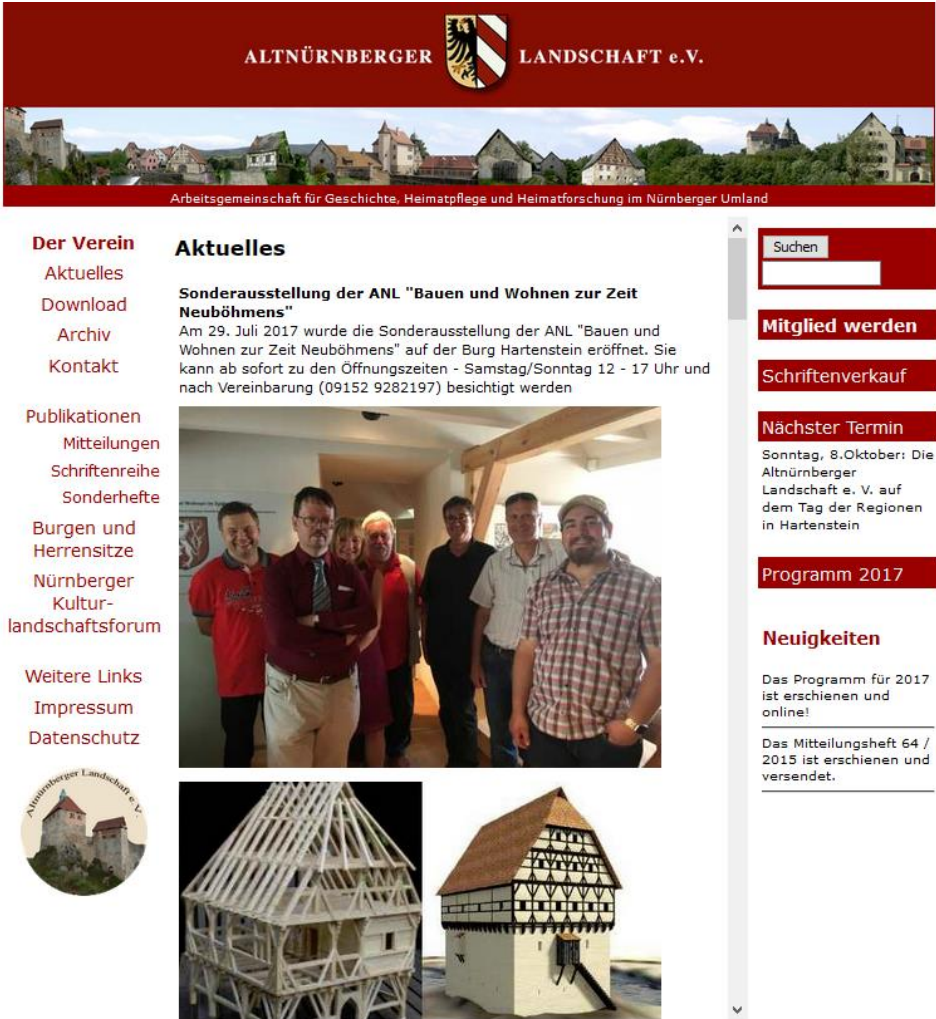 ALTNÜRNBERGER LANDSCHAFT e.V.
Arbeitsgemeinschaft für Geschichte, Heimatpflege und Heimatforschung im Nürnberger Umland
Der Verein
Aktuelles
Download
Archiv
Kontakt
Publikationen
Mitteilungen
Schriftenreihe
Sonderhefte
Burgen und
Herrensitze
Nürnberger
Kultur-
landschaftsforum
Weitere Links
Impressum
Datenschutz
Altnürnberger Landschaft e.V.
Aktuelles
Sonderausstellung der ANL "Bauen und Wohnen zur Zeit
Neuböhmens"
Am 29. Juli 2017 wurde die Sonderausstellung der ANL "Bauen und
Wohnen zur Zeit Neuböhmens" auf der Burg Hartenstein eröffnet. Sie
kann ab sofort zu den Öffnungszeiten - Samstag/Sonntag 12 - 17 Uhr und
nach Vereinbarung (09152 9282197) besichtigt werden
Suchen
Mitglied werden
Schriftenverkauf
Nächster Termin
Sonntag, 8.Oktober: Die
Altnürnberger
Landschaft e. V. auf
dem Tag der Regionen
in Hartenstein
Programm 2017
Neuigkeiten
Das Programm für 2017
ist erschienen und
online!
Das Mitteilungsheft 64 /
2015 ist erschienen und
versendet.